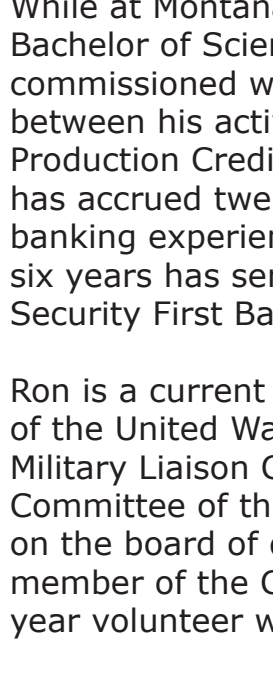 While at Montana
Bachelor of Scien
commissioned w
between his acti
Production Credi
has accrued twe
banking experien
six years has ser
Security First Ba

Ron is a current
of the United Wa
Military Liaison C
Committee of th
on the board of
member of the C
year volunteer w